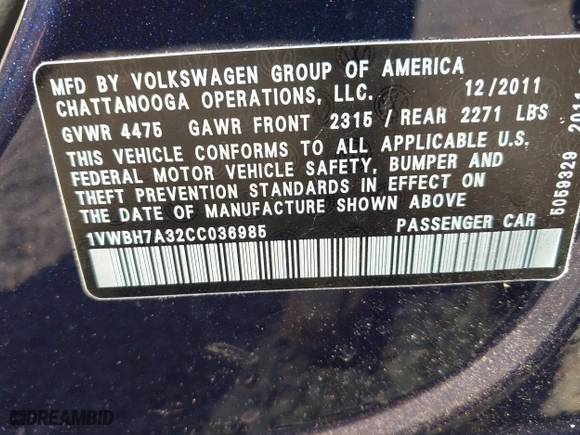 MFD BY VOLKSWAGEN GROUP OF AMERICA
CHATTANOOGA OPERATIONS, LLC. 12/2011
GVWR 4475 GAWR FRONT 2315 / REAR 2271 LBS
THIS VEHICLE CONFORMS TO ALL APPLICABLE U.S.
FEDERAL MOTOR VEHICLE SAFETY, BUMPER AND
THEFT PREVENTION STANDARDS IN EFFECT ON
THE DATE OF MANUFACTURE SHOWN ABOVE
1VWBH7A32CC036985 PASSENGER CAR
5059329 2011
DREAMBID